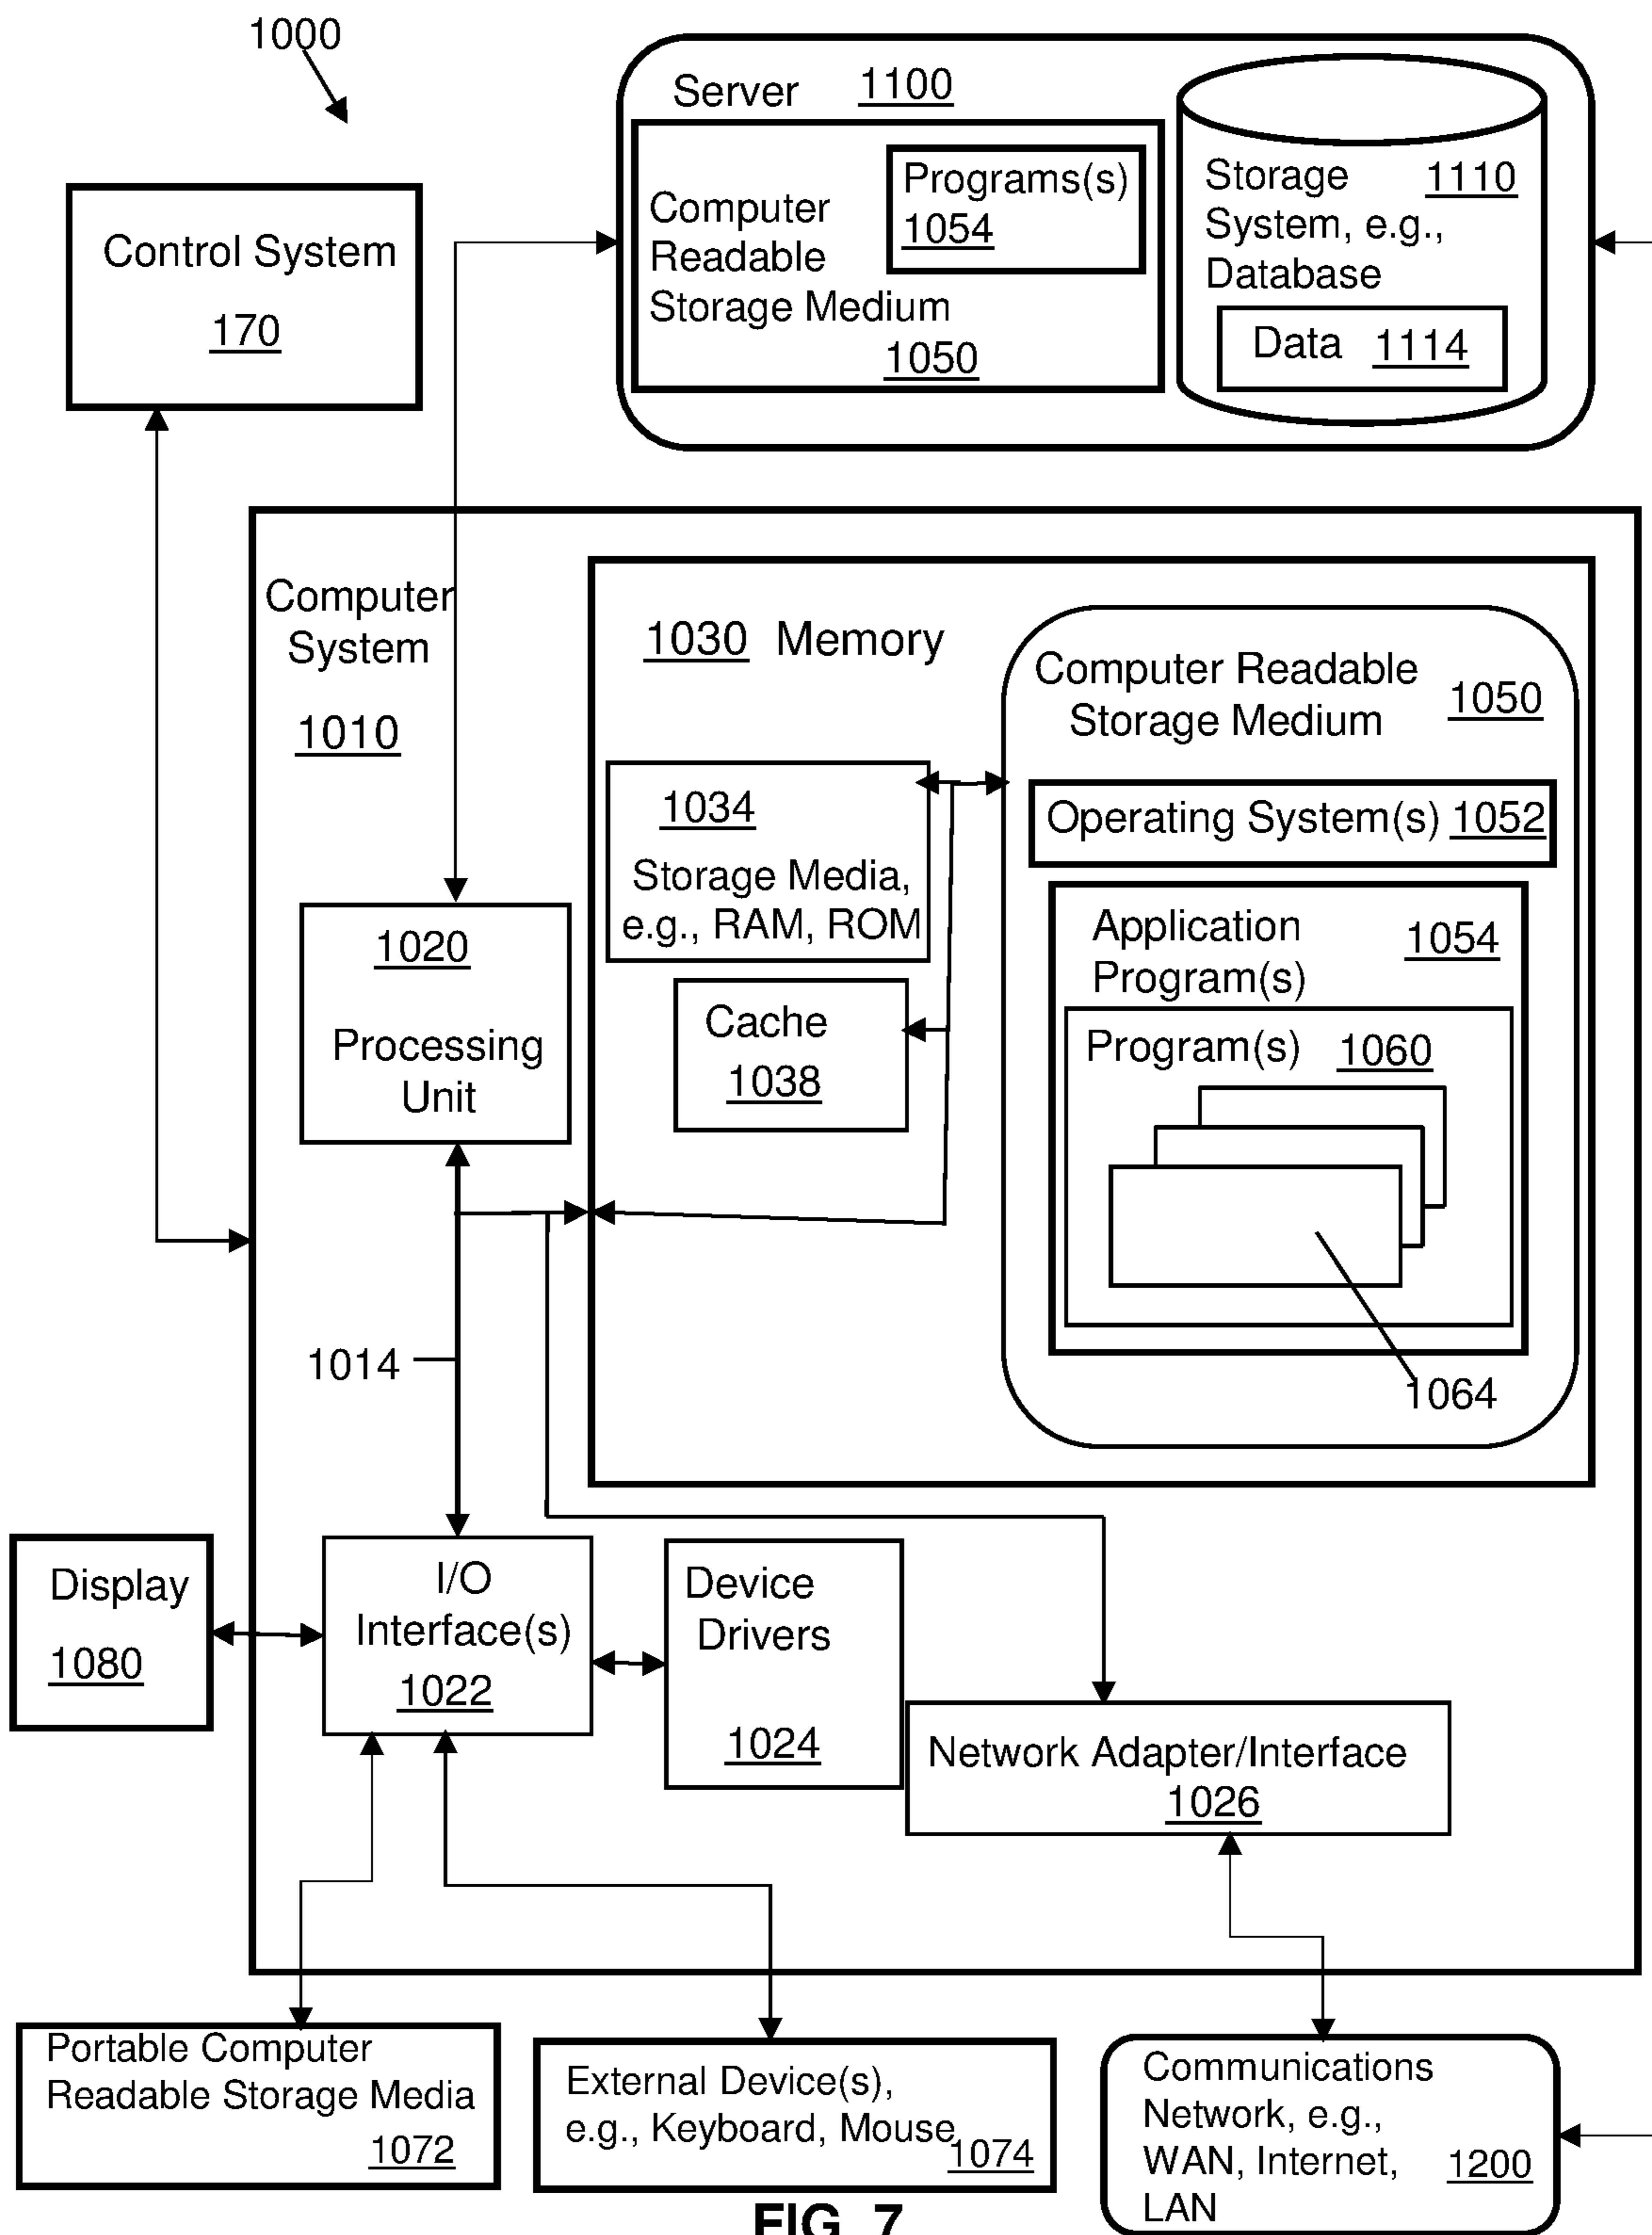 1000
Server 1100
Programs(s)
1054
Computer
Readable
Storage Medium
1050
Storage 1110
System, e.g.,
Database
Data 1114
Control System
170
Computer
System
1010
1030 Memory
Computer Readable
Storage Medium
1050
1034
Storage Media,
e.g., RAM, ROM
Operating System(s) 1052
1020
Processing
Unit
Cache
1038
Application
Program(s)
1054
Program(s) 1060
1014
1064
Display
1080
I/O
Interface(s)
1022
Device
Drivers
1024
Network Adapter/Interface
1026
Portable Computer
Readable Storage Media
1072
External Device(s),
e.g., Keyboard, Mouse
1074
Communications
Network, e.g.,
WAN, Internet,
LAN
1200
FIG. 7